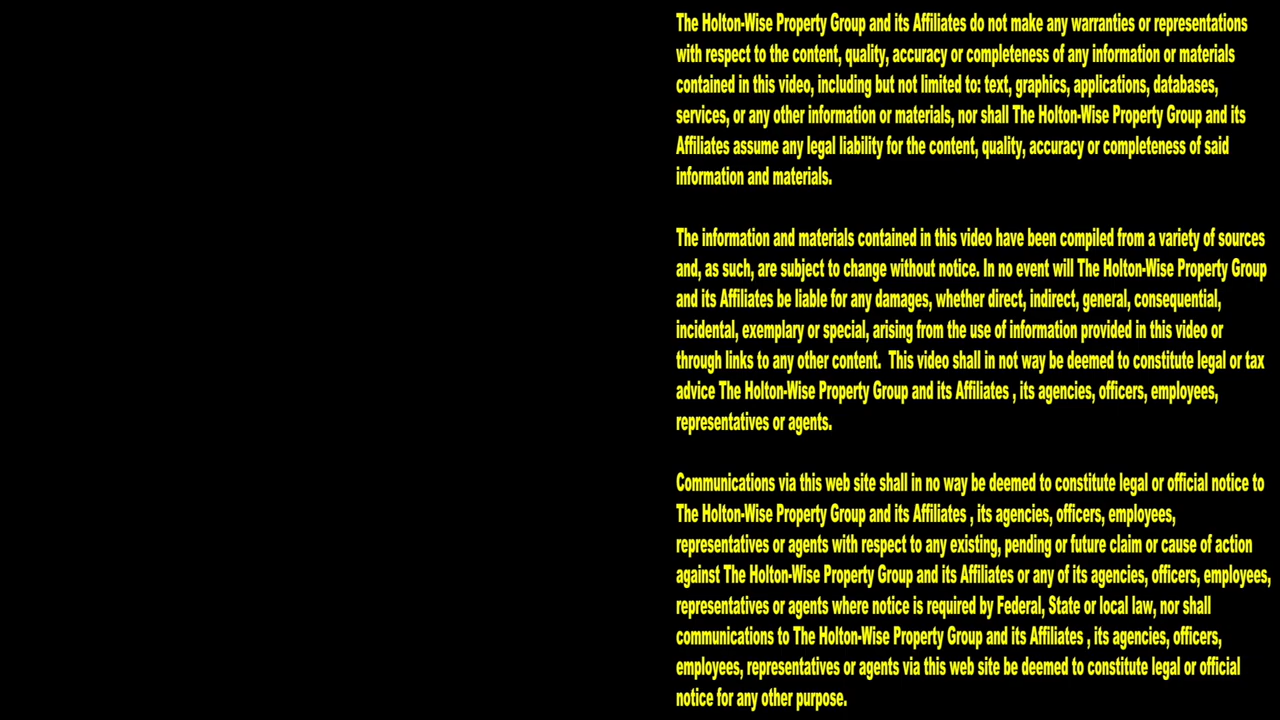 The Holton-Wise Property Group and its Affiliates do not make any warranties or representations
with respect to the content, quality, accuracy or completeness of any information or materials
contained in this video, including but not limited to: text, graphics, applications, databases,
services, or any other information or materials, nor shall The Holton-Wise Property Group and its
Affiliates assume any legal liability for the content, quality, accuracy or completeness of said
information and materials.
The information and materials contained in this video have been compiled from a variety of sources
and, as such, are subject to change without notice. In no event will The Holton-Wise Property Group
and its Affiliates be liable for any damages, whether direct, indirect, general, consequential,
incidental, exemplary or special, arising from the use of information provided in this video or
through links to any other content.  This video shall in not way be deemed to constitute legal or tax
advice The Holton-Wise Property Group and its Affiliates , its agencies, officers, employees,
representatives or agents.
Communications via this web site shall in no way be deemed to constitute legal or official notice to
The Holton-Wise Property Group and its Affiliates , its agencies, officers, employees,
representatives or agents with respect to any existing, pending or future claim or cause of action
against The Holton-Wise Property Group and its Affiliates or any of its agencies, officers, employees,
representatives or agents where notice is required by Federal, State or local law, nor shall
communications to The Holton-Wise Property Group and its Affiliates , its agencies, officers,
employees, representatives or agents via this web site be deemed to constitute legal or official
notice for any other purpose.